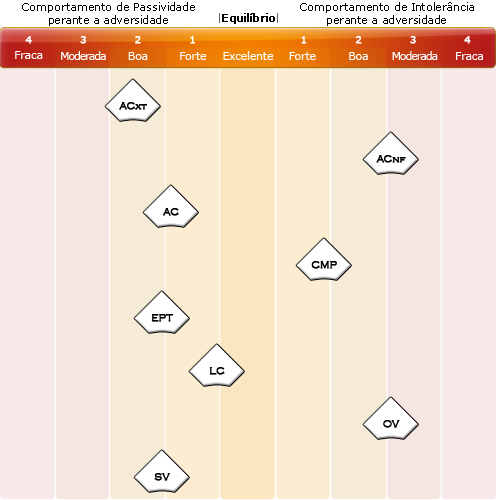 Comportamento de Passividade
perante a adversidade
|Equilíbrio|
Comportamento de Intolerância
perante a adversidade
4 3 2 1 1 2 3 4
Fraca Moderada Boa Forte Excelente Forte Boa Moderada Fraca
ACXT
ACNF
AC
CMP
EPT
LC
OV
SV